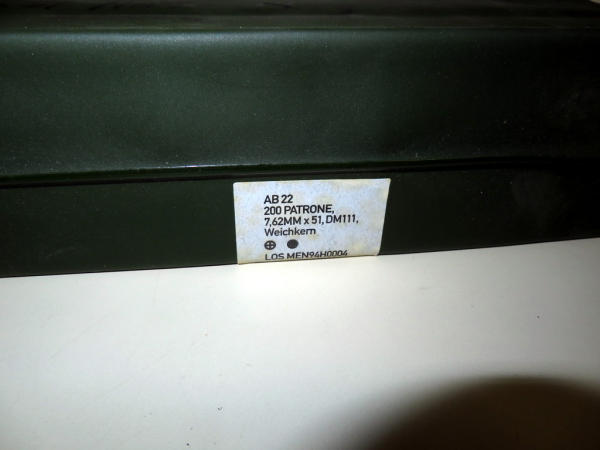 AB 22
200 PATRONE,
7,62MM x 51, DM111,
Weichkern
LOS MEN94H0004